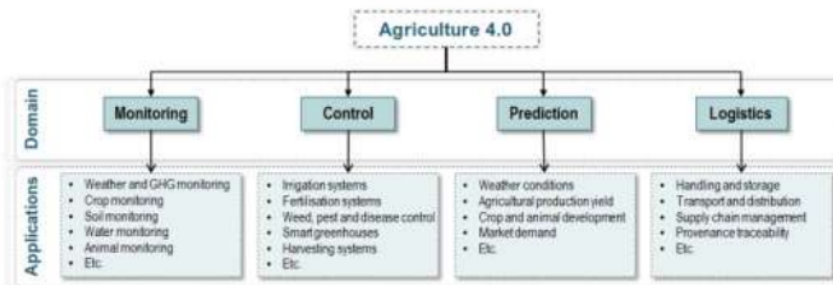 Agriculture 4.0
Domain
Monitoring
Control
Prediction
Logistics
Applications
• Weather and GHG monitoring
• Crop monitoring
• Soil monitoring
• Water monitoring
• Animal monitoring
• Etc.
• Irrigation systems
• Fertilisation systems
• Weed, pest and disease control
• Smart greenhouses
• Harvesting systems
• Etc.
• Weather conditions
• Agricultural production yield
• Crop and animal development
• Market demand
• Etc.
• Handling and storage
• Transport and distribution
• Supply chain management
• Provenance traceability
• Etc.